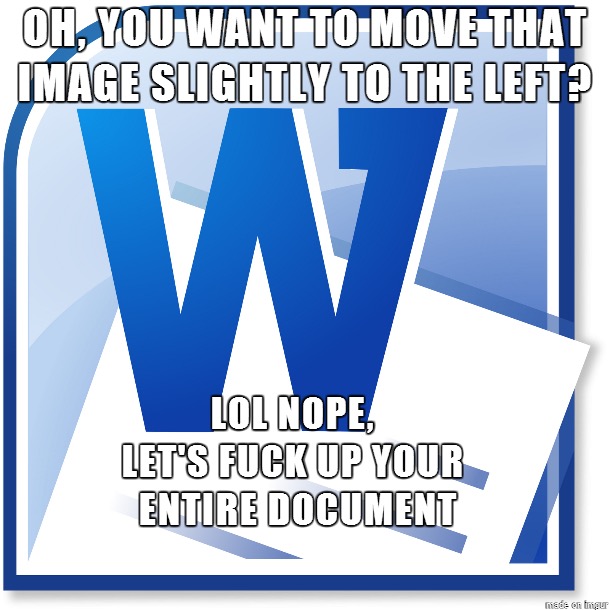 OH, YOU WANT TO MOVE THAT
IMAGE SLIGHTLY TO THE LEFT?
W
LOL NOPE,
LET'S FUCK UP YOUR
ENTIRE DOCUMENT
made on imgur